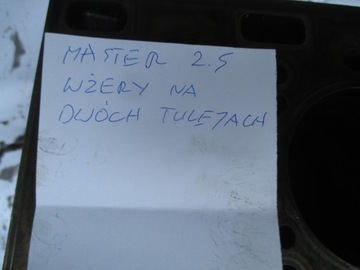 MASTER 2.5
WŻERY NA
DWÓCH TULEJACH